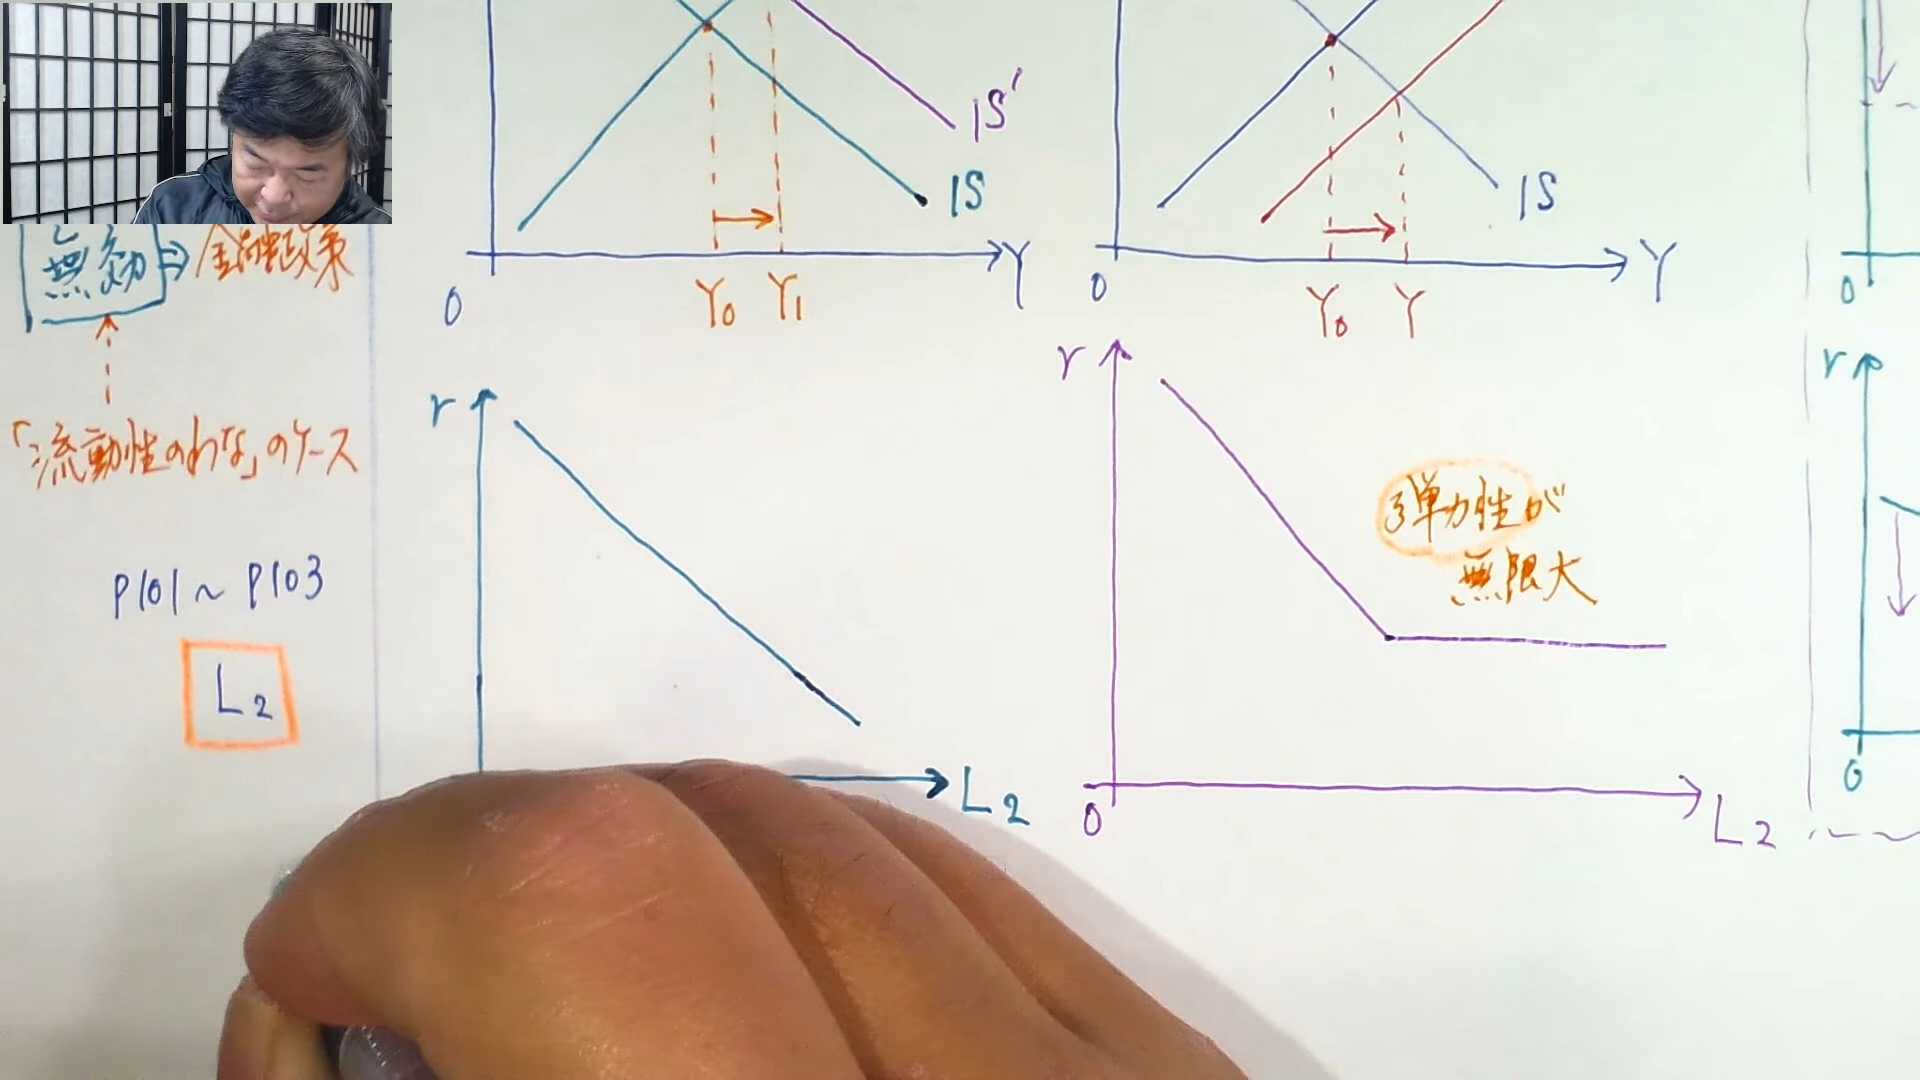 無効⇒金融政策
「流動性のわな」のケース
P101～P103
L2
IS'
IS
Y
0
Y0 Y1
r
L2
IS
Y
0
Y0 Y
r
弾力性が
無限大
0
L2
0
r
0